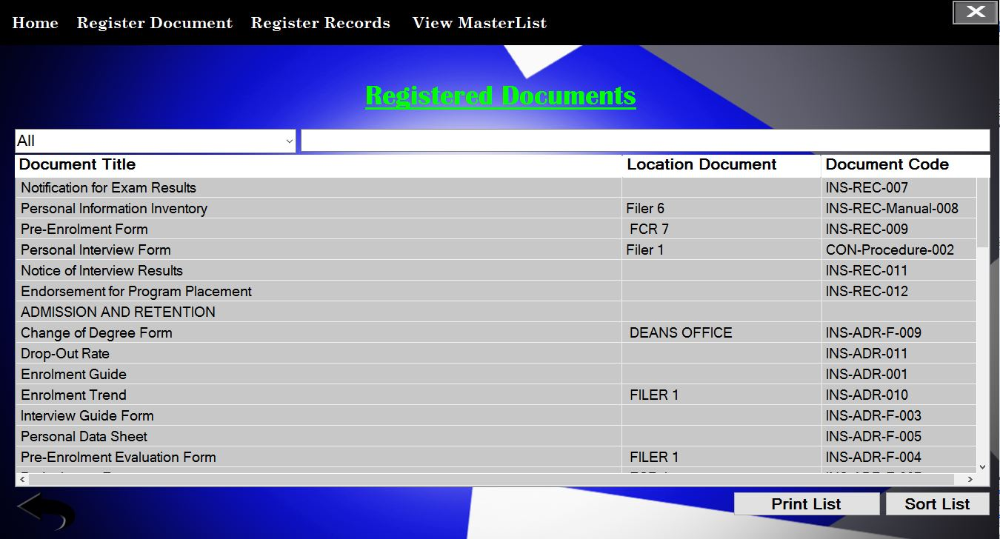 Home Register Document Register Records View MasterList
Registered Documents
All
Document Title Location Document Document Code
Notification for Exam Results INS-REC-007
Personal Information Inventory Filer 6 INS-REC-Manual-008
Pre-Enrolment Form FCR 7 INS-REC-009
Personal Interview Form Filer 1 CON-Procedure-002
Notice of Interview Results INS-REC-011
Endorsement for Program Placement INS-REC-012
ADMISSION AND RETENTION
Change of Degree Form DEANS OFFICE INS-ADR-F-009
Drop-Out Rate INS-ADR-011
Enrolment Guide INS-ADR-001
Enrolment Trend FILER 1 INS-ADR-010
Interview Guide Form INS-ADR-F-003
Personal Data Sheet INS-ADR-F-005
Pre-Enrolment Evaluation Form FILER 1 INS-ADR-F-004
Print List Sort List